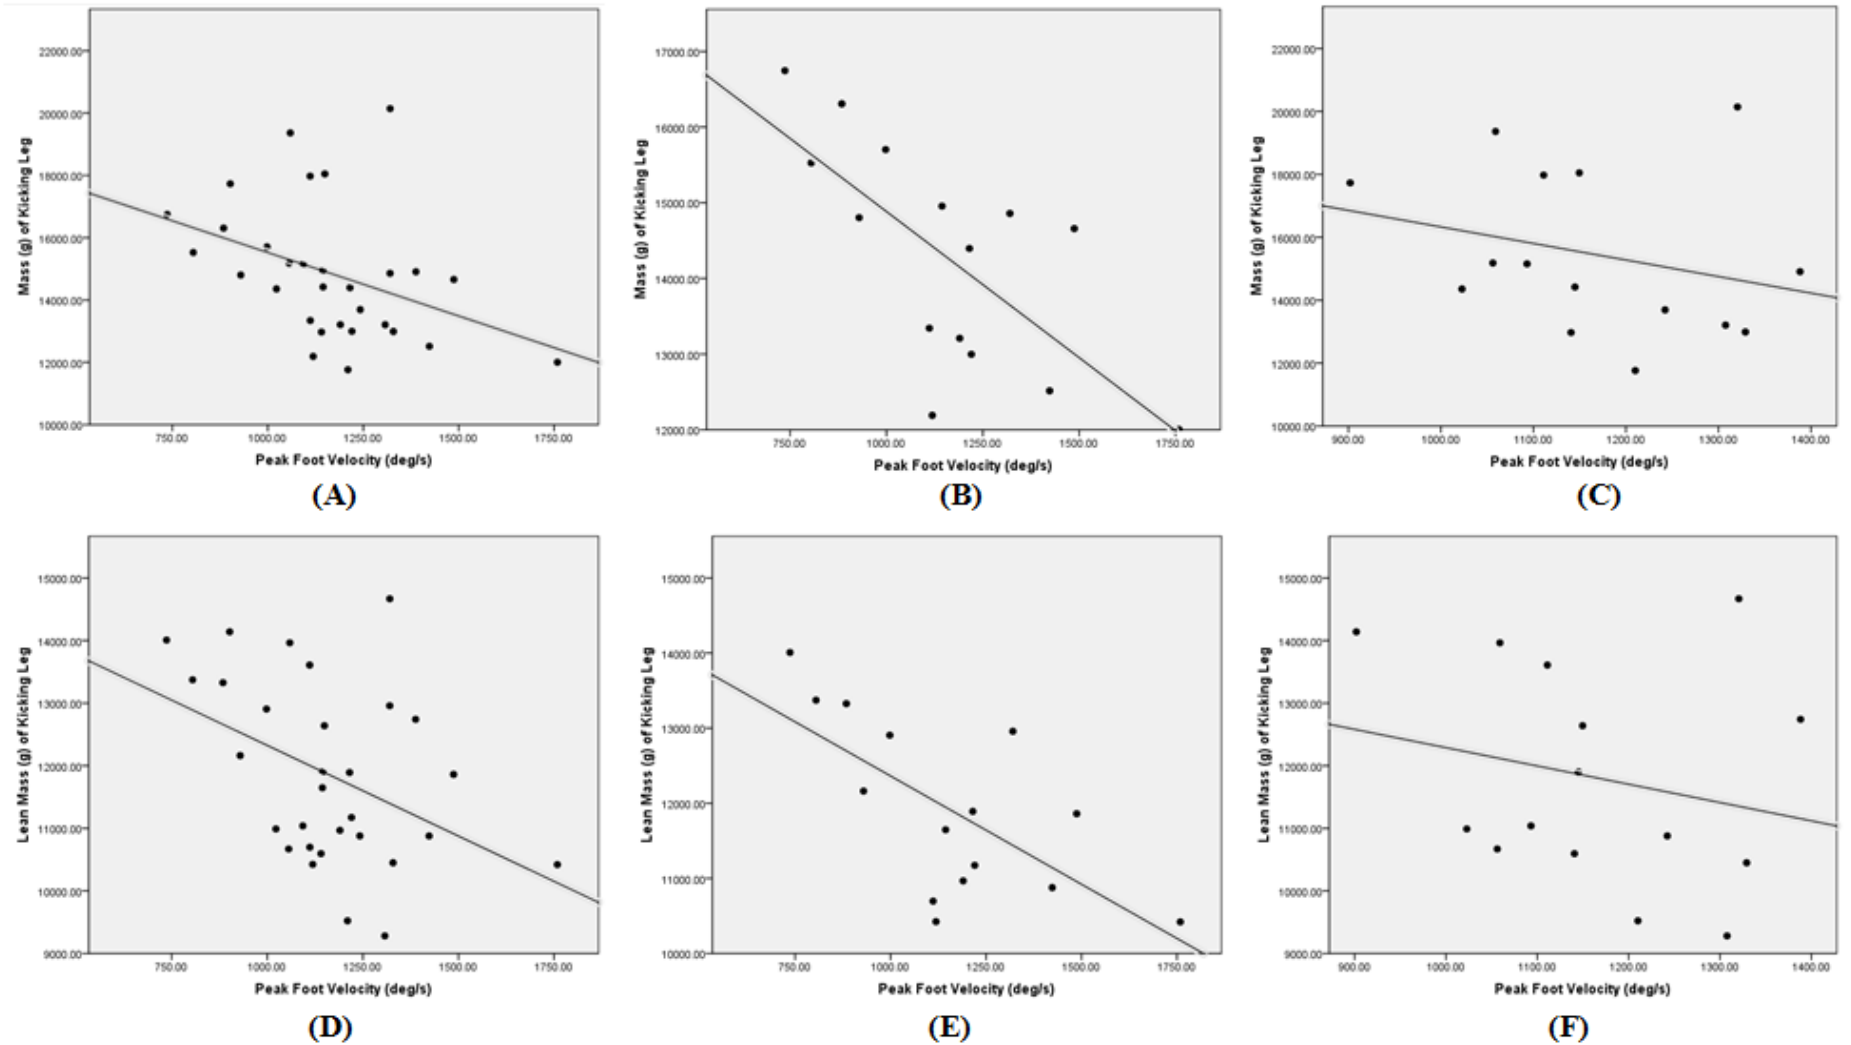 22000.00
20000.00
18000.00
16000.00
14000.00
12000.00
10000.00
Mass (g) of Kicking Leg
750.00 1000.00 1250.00 1500.00 1750.00
Peak Foot Velocity (deg/s)
(A)
17000.00
16000.00
15000.00
14000.00
13000.00
12000.00
Mass (g) of Kicking Leg
750.00 1000.00 1250.00 1500.00 1750.00
Peak Foot Velocity (deg/s)
(B)
22000.00
20000.00
18000.00
16000.00
14000.00
12000.00
10000.00
Mass (g) of Kicking Leg
900.00 1000.00 1100.00 1200.00 1300.00 1400.00
Peak Foot Velocity (deg/s)
(C)
15000.00
14000.00
13000.00
12000.00
11000.00
10000.00
9000.00
Lean Mass (g) of Kicking Leg
750.00 1000.00 1250.00 1500.00 1750.00
Peak Foot Velocity (deg/s)
(D)
15000.00
14000.00
13000.00
12000.00
11000.00
10000.00
Lean Mass (g) of Kicking Leg
750.00 1000.00 1250.00 1500.00 1750.00
Peak Foot Velocity (deg/s)
(E)
15000.00
14000.00
13000.00
12000.00
11000.00
10000.00
9000.00
Lean Mass (g) of Kicking Leg
900.00 1000.00 1100.00 1200.00 1300.00 1400.00
Peak Foot Velocity (deg/s)
(F)